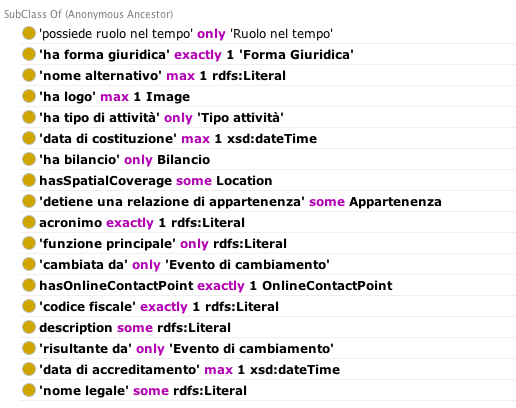 SubClass Of (Anonymous Ancestor)
'possiede ruolo nel tempo' only 'Ruolo nel tempo'
'ha forma giuridica' exactly 1 'Forma Giuridica'
'nome alternativo' max 1 rdfs:Literal
'ha logo' max 1 Image
'ha tipo di attività' only 'Tipo attività'
'data di costituzione' max 1 xsd:dateTime
'ha bilancio' only Bilancio
hasSpatialCoverage some Location
'detiene una relazione di appartenenza' some Appartenenza
acronimo exactly 1 rdfs:Literal
'funzione principale' only rdfs:Literal
'cambiata da' only 'Evento di cambiamento'
hasOnlineContactPoint exactly 1 OnlineContactPoint
'codice fiscale' exactly 1 rdfs:Literal
description some rdfs:Literal
'risultante da' only 'Evento di cambiamento'
'data di accreditamento' max 1 xsd:dateTime
'nome legale' some rdfs:Literal